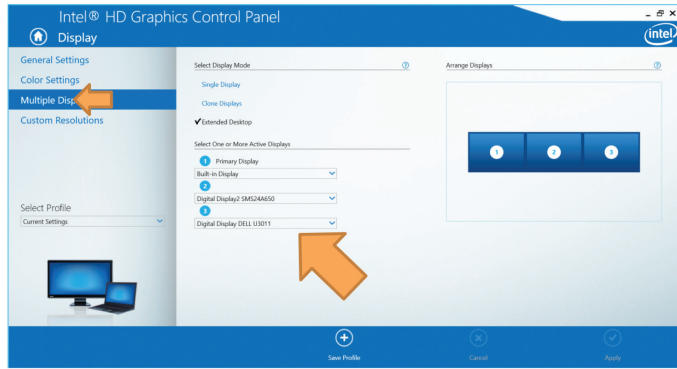 Intel® HD Graphics Control Panel
Display
intel
General Settings
Color Settings
Multiple Disp
Custom Resolutions
Select Profile
Current Settings
Select Display Mode
Single Display
Clone Displays
Extended Desktop
Select One or More Active Displays
1 Primary Display
Built-in Display
2
Digital Display2 SMS24A650
3
Digital Display DELL U3011
Arrange Displays
1 2 3
Save Profile
Cancel
Apply